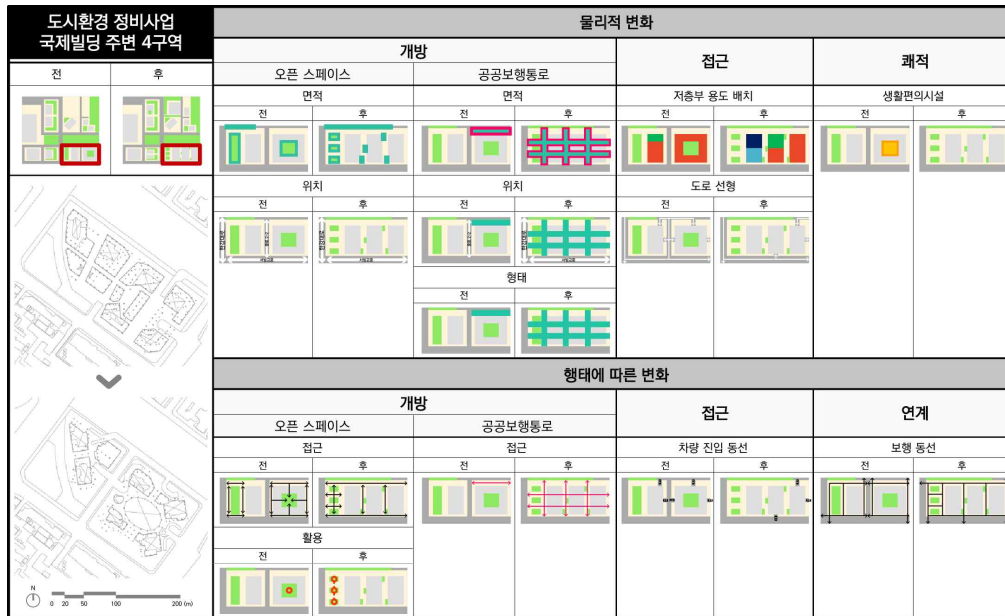 도시환경 정비사업
국제빌딩 주변 4구역
전 후
N
0 20 50 100 200 (m)
물리적 변화
개방 접근 쾌적
오픈 스페이스 공공보행통로
면적 면적 저층부 용도 배치 생활편의시설
전 후 전 후 전 후 전 후
위치 위치 도로 선형
전 후 전 후 전 후
형태
전 후
행태에 따른 변화
개방 접근 연계
오픈 스페이스 공공보행통로
접근 접근 차량 진입 동선 보행 동선
전 후 전 후 전 후 전 후
활용
전 후